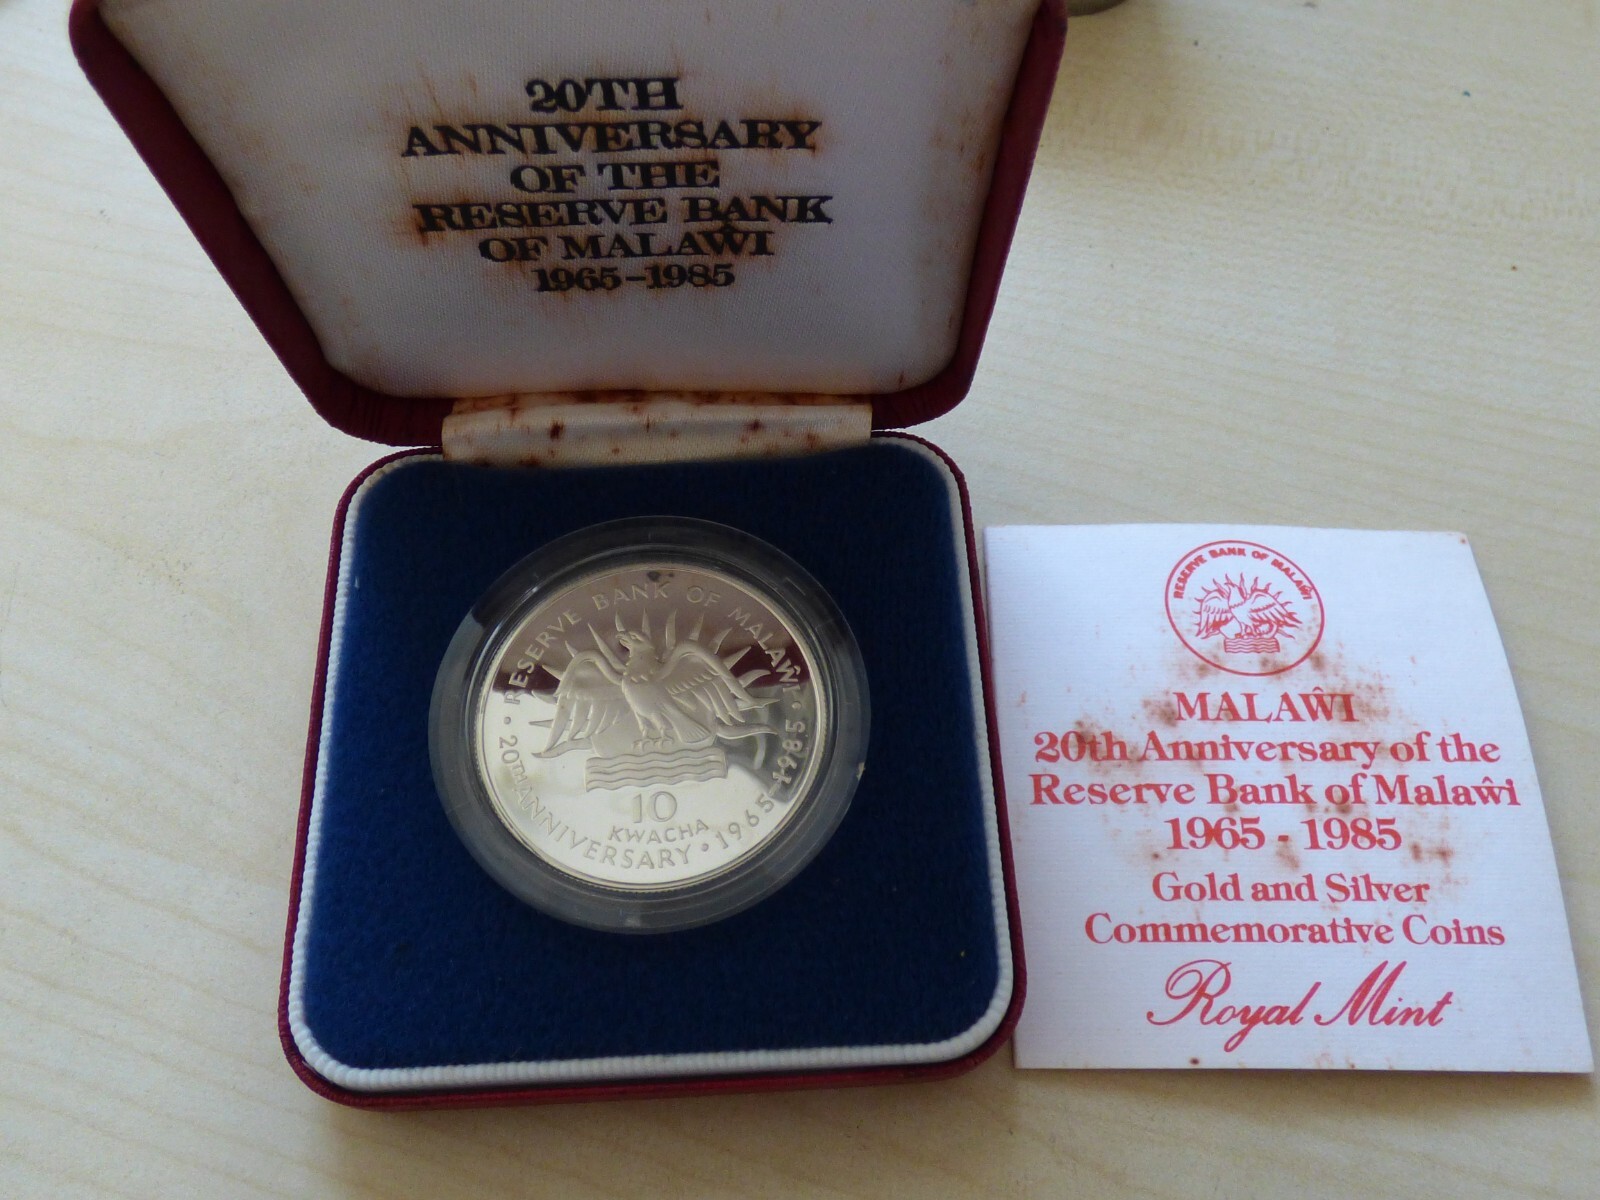 20TH
ANNIVERSARY
OF THE
RESERVE BANK
OF MALAŴI
1965-1985
RESERVE BANK OF MALAŴI
20TH ANNIVERSARY • 1965-1985
10
KWACHA
RESERVE BANK OF MALAŴI
MALAŴI
20th Anniversary of the
Reserve Bank of Malaŵi
1965 - 1985
Gold and Silver
Commemorative Coins
Royal Mint